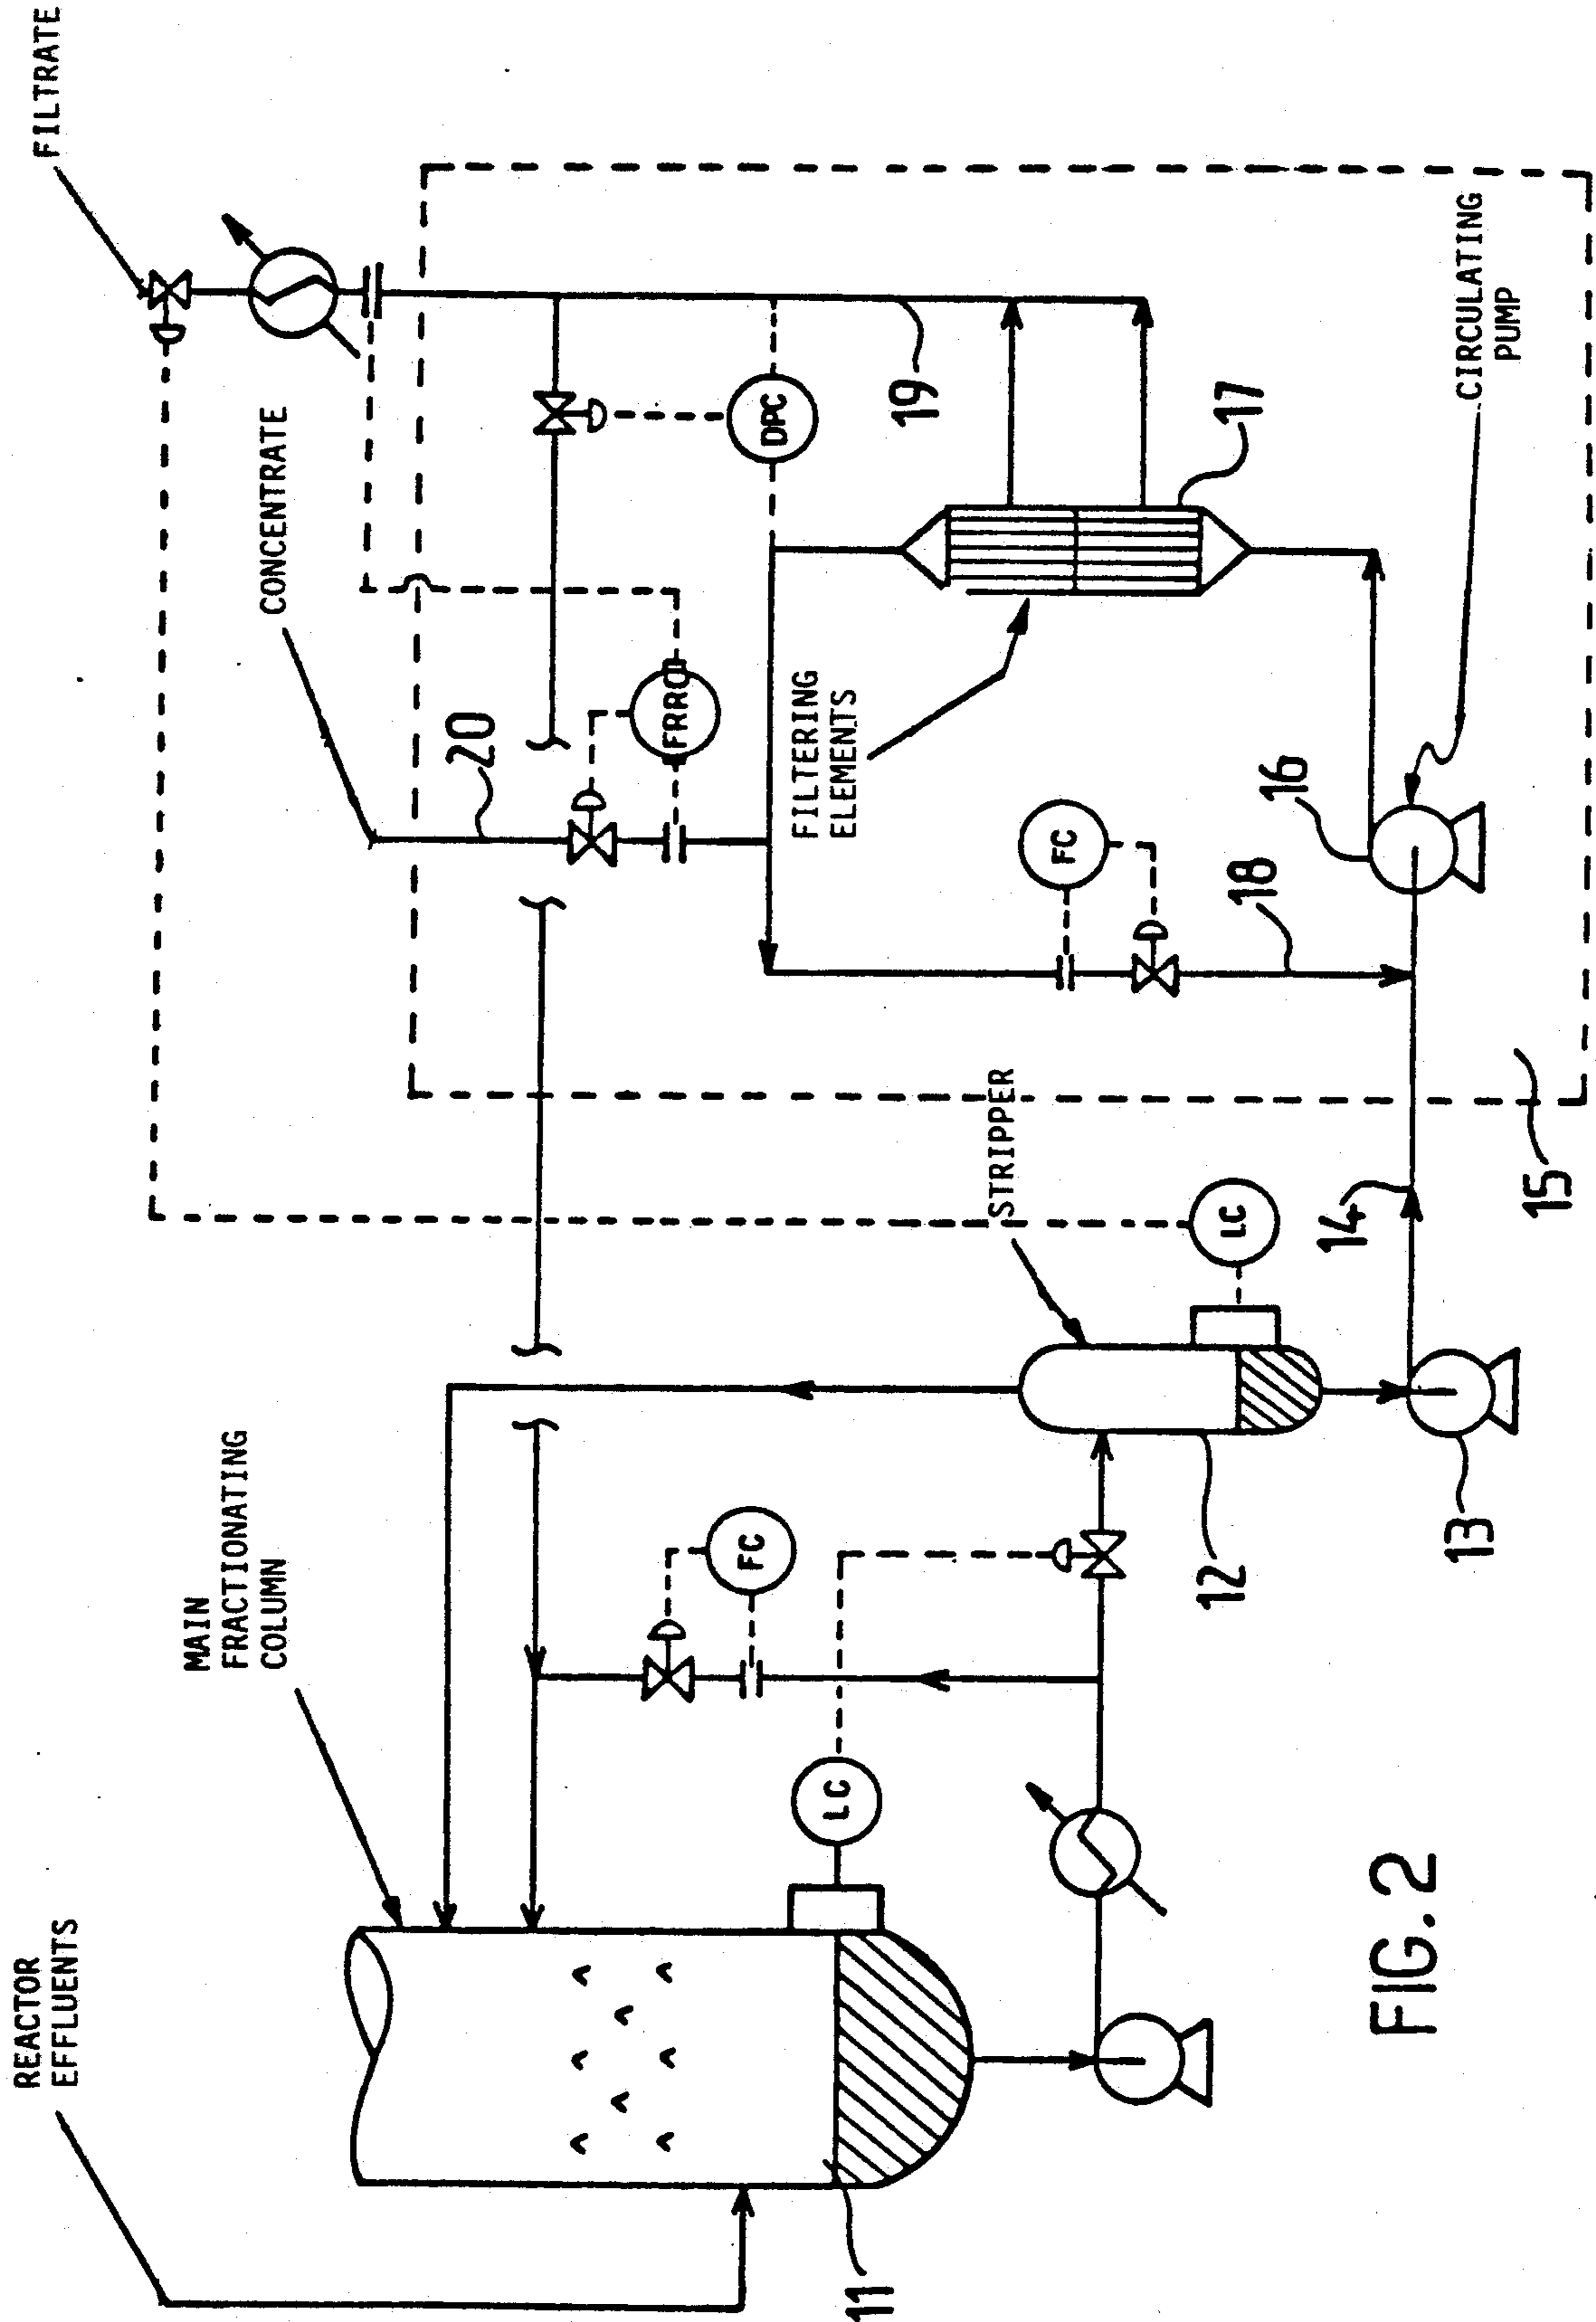 REACTOR
EFFLUENTS
MAIN
FRACTIONATING
COLUMN
CONCENTRATE
FILTRATE
20
FRRC
DPC
19
FC
LC
11
STRIPPER
FILTERING
ELEMENTS
FC
17
18
16
CIRCULATING
PUMP
12
LC
14
13
15
FIG. 2